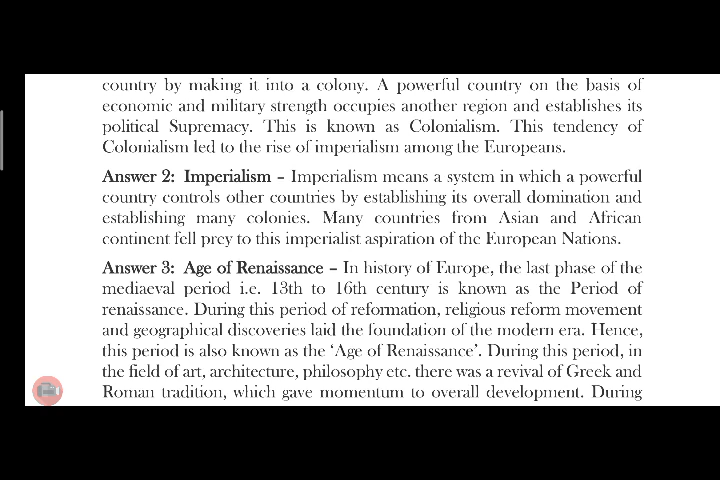 country by making it into a colony. A powerful country on the basis of
economic and military strength occupies another region and establishes its
political Supremacy. This is known as Colonialism. This tendency of
Colonialism led to the rise of imperialism among the Europeans.
Answer 2: Imperialism – Imperialism means a system in which a powerful
country controls other countries by establishing its overall domination and
establishing many colonies. Many countries from Asian and African
continent fell prey to this imperialist aspiration of the European Nations.
Answer 3: Age of Renaissance – In history of Europe, the last phase of the
mediaeval period i.e. 13th to 16th century is known as the Period of
renaissance. During this period of reformation, religious reform movement
and geographical discoveries laid the foundation of the modern era. Hence,
this period is also known as the ‘Age of Renaissance’. During this period, in
the field of art, architecture, philosophy etc. there was a revival of Greek and
Roman tradition, which gave momentum to overall development. During